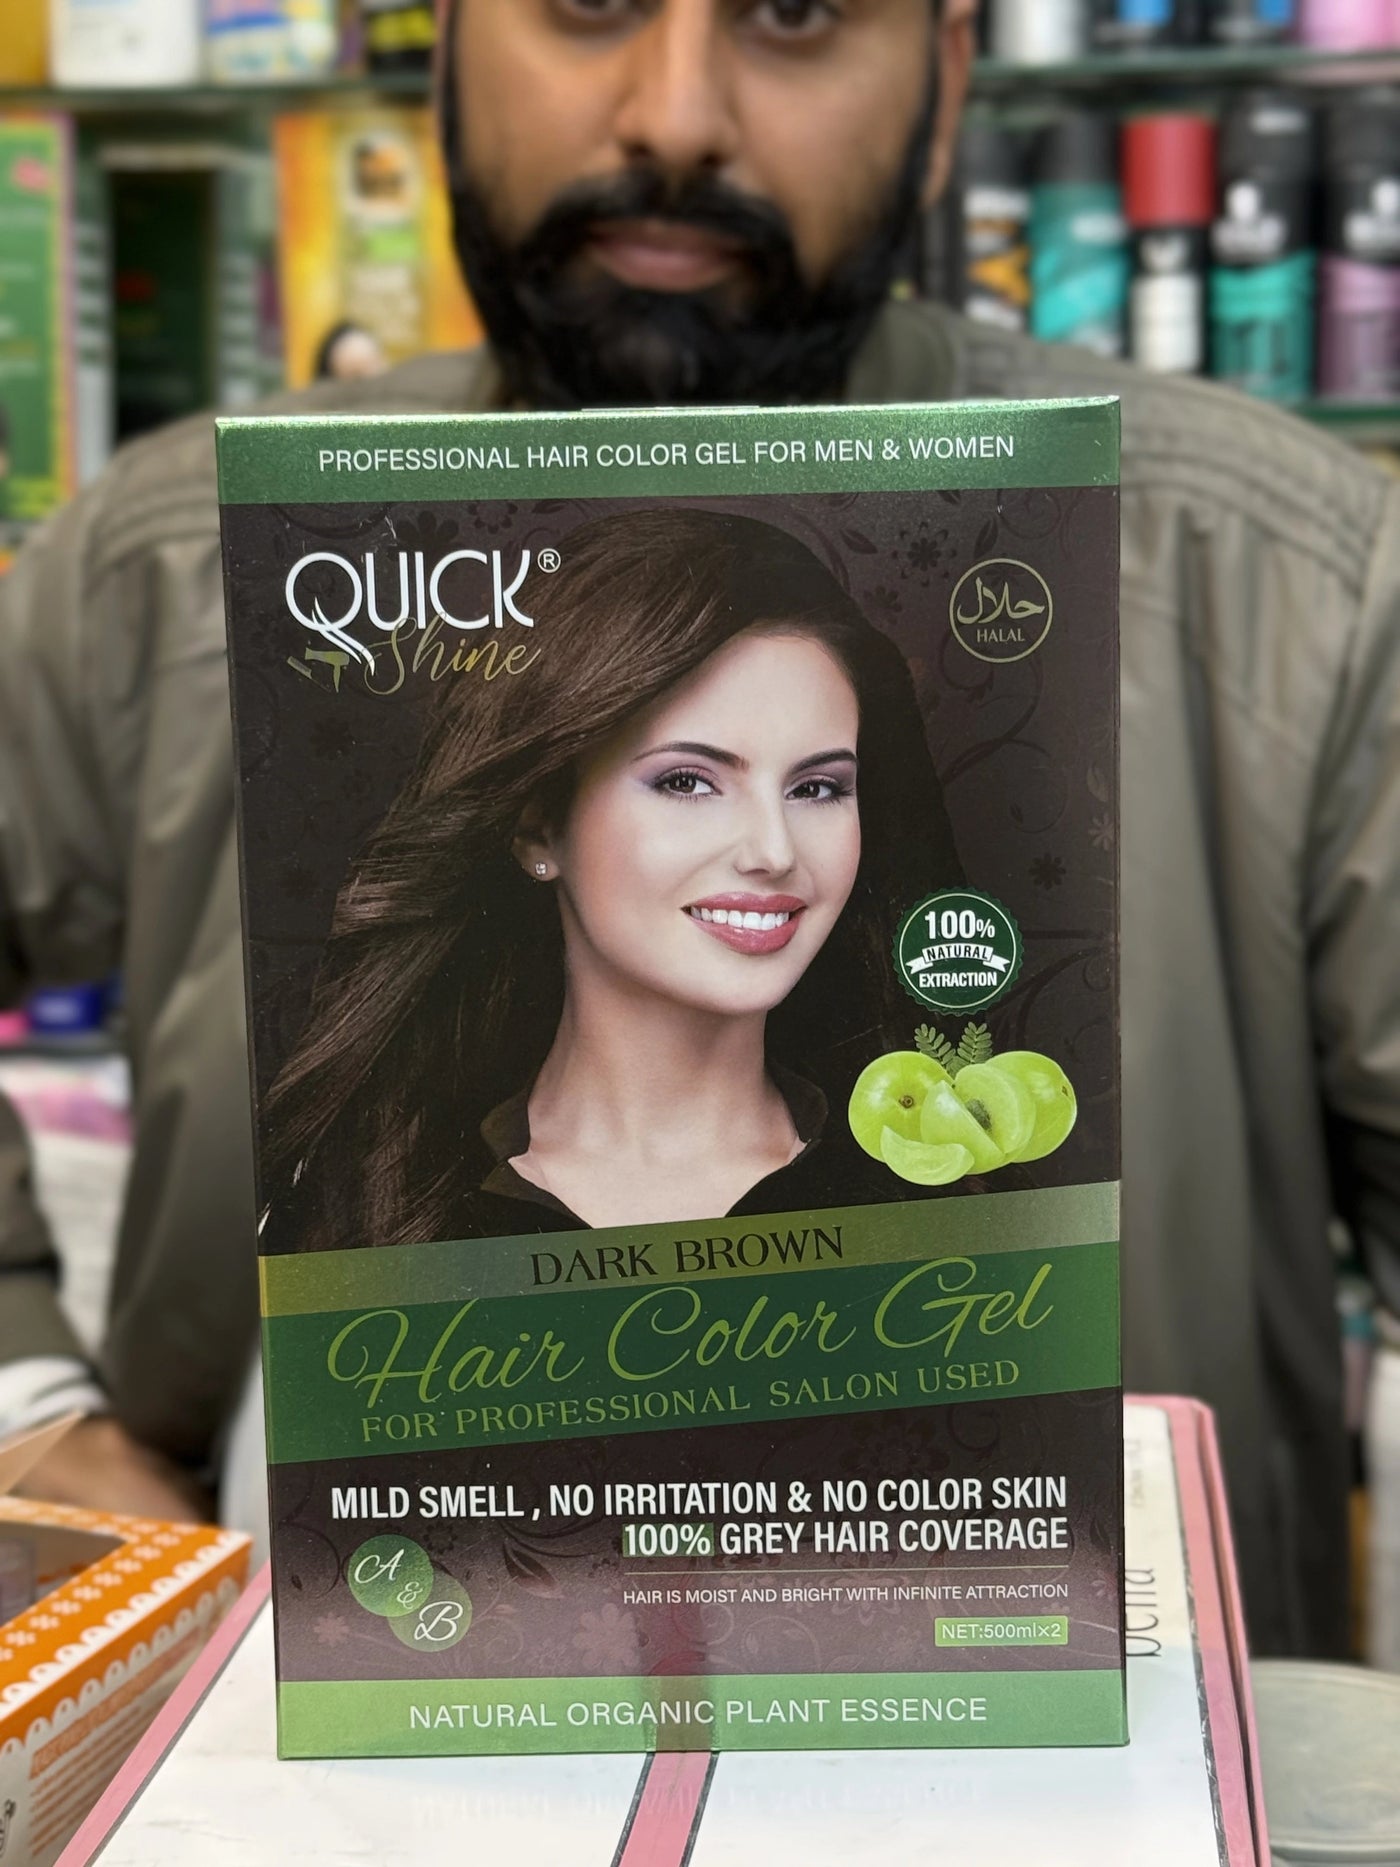 PROFESSIONAL HAIR COLOR GEL FOR MEN & WOMEN
QUICK®
Shine
حلال
HALAL
100%
NATURAL
EXTRACTION
DARK BROWN
Hair Color Gel
FOR PROFESSIONAL SALON USED
MILD SMELL, NO IRRITATION & NO COLOR SKIN
100% GREY HAIR COVERAGE
A
&
B
HAIR IS MOIST AND BRIGHT WITH INFINITE ATTRACTION
NET:500ml×2
NATURAL ORGANIC PLANT ESSENCE
bella